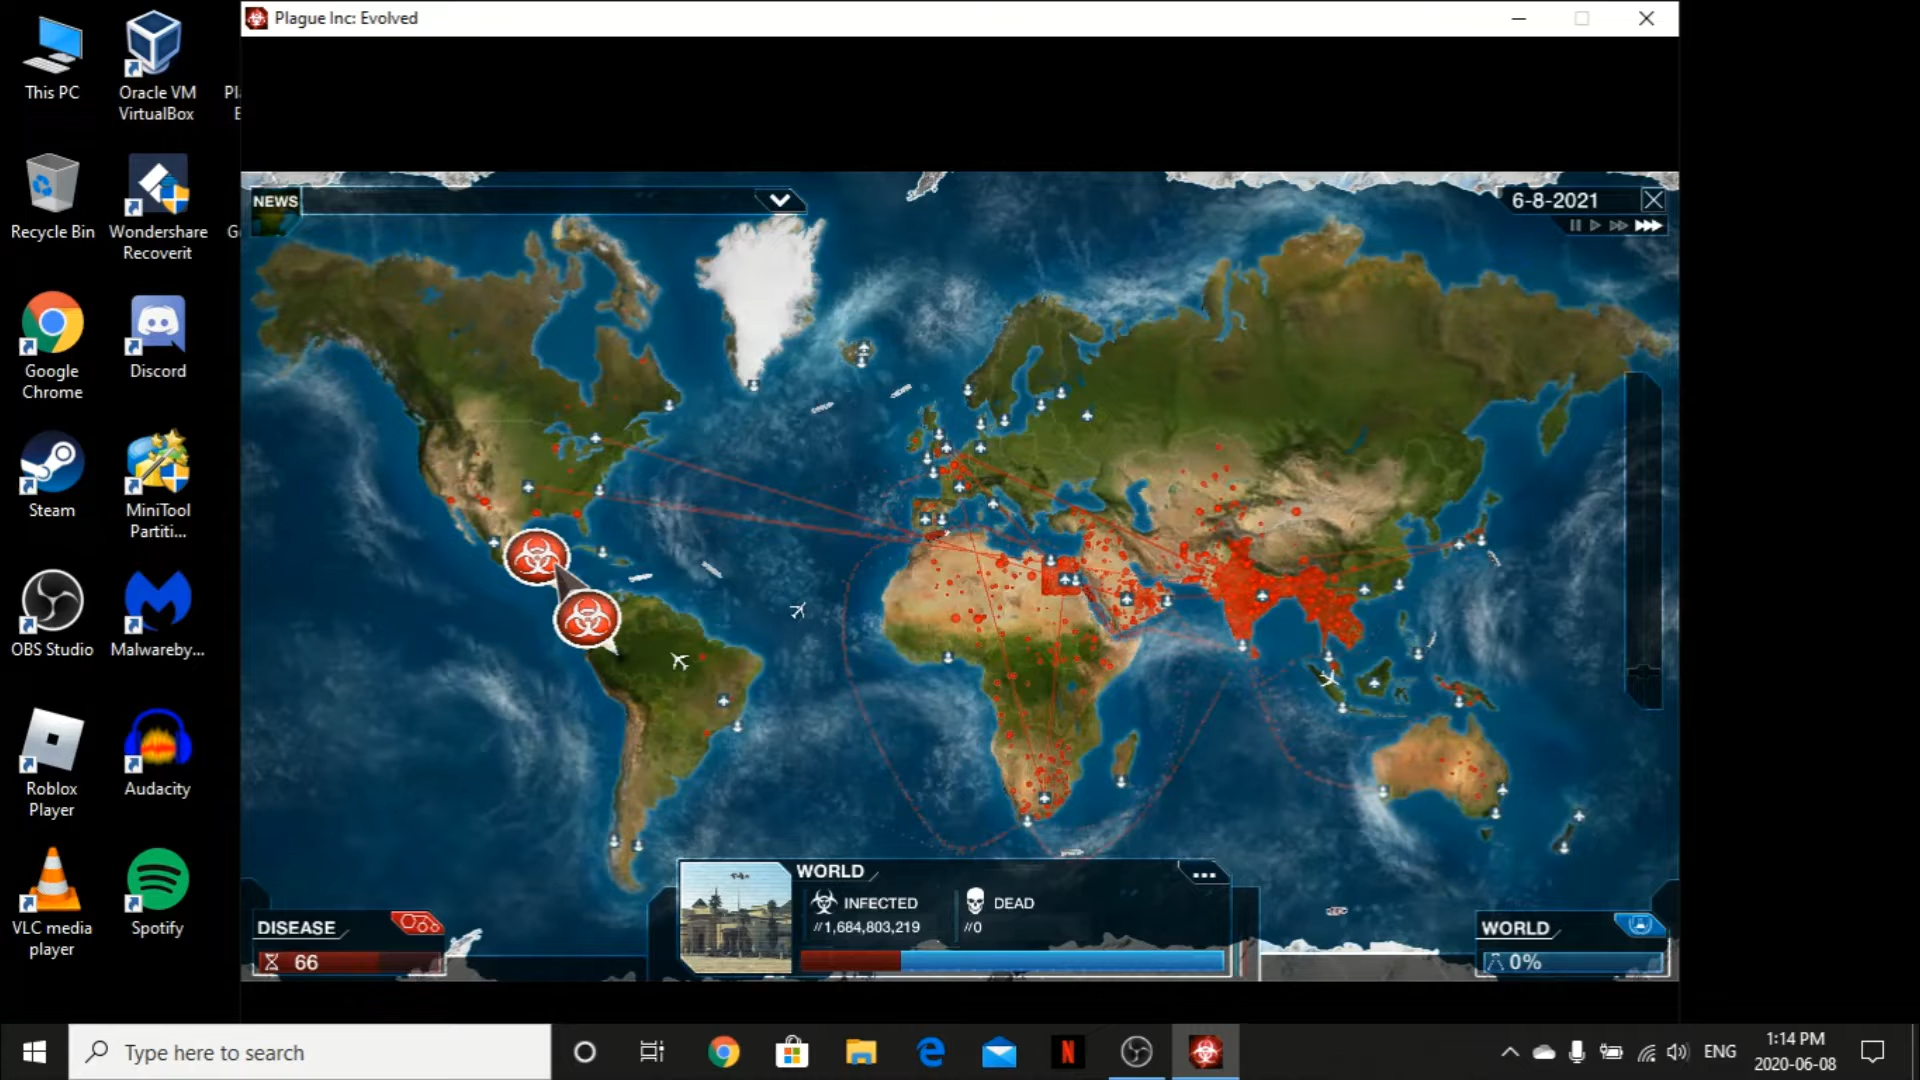 Plague Inc: Evolved
This PC
Oracle VM
VirtualBox
Recycle Bin
Wondershare
Recoverit
Google
Chrome
Discord
Steam
MiniTool
Partiti...
OBS Studio
Malwareby...
Roblox
Player
Audacity
VLC media
player
Spotify
NEWS
6-8-2021
WORLD
INFECTED
//1,684,803,219
DEAD
//0
DISEASE
66
WORLD
0%
Type here to search
ENG
1:14 PM
2020-06-08